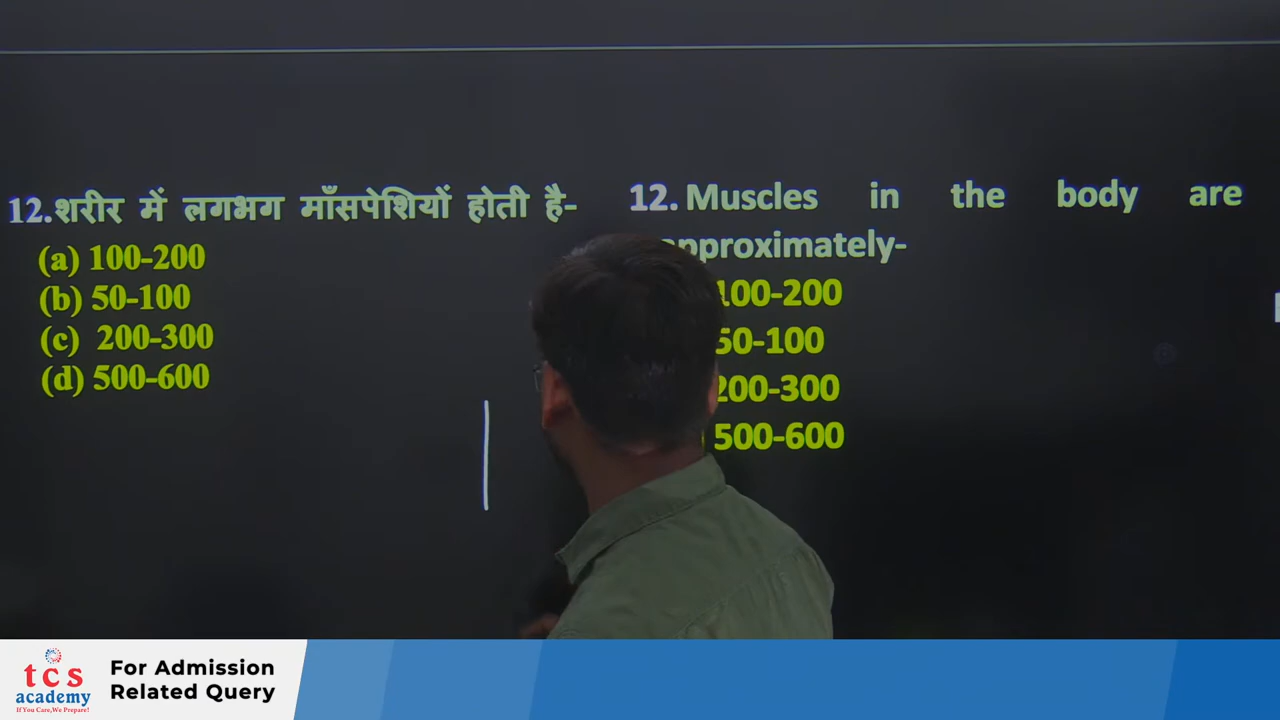 12.शरीर में लगभग माँसपेशियों होती है-
(a) 100-200
(b) 50-100
(c) 200-300
(d) 500-600
12. Muscles in the body are
approximately-
100-200
50-100
200-300
500-600
tcs
academy
If You Care,We Prepare!
For Admission
Related Query